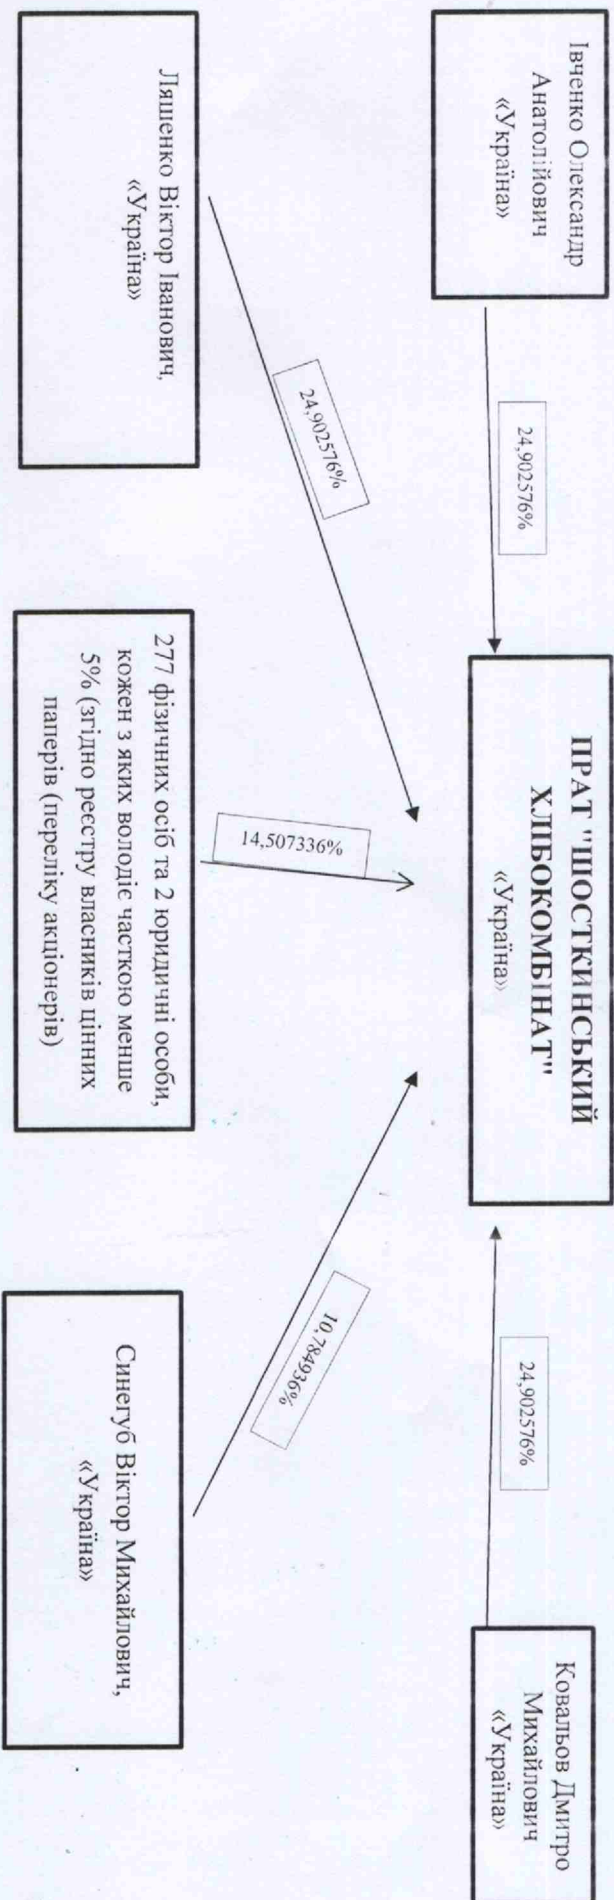 Івченко Олександр
Анатолійович
«Україна»
24,902576%
ПРАТ "ШОСТКИНСЬКИЙ
ХЛІБОКОМБІНАТ"
«Україна»
24,902576%
Ковальов Дмитро
Михайлович
«Україна»
Ляшенко Віктор Іванович,
«Україна»
24,902576%
277 фізичних осіб та 2 юридичні особи,
кожен з яких володіє часткою менше
5% (згідно реєстру власників цінних
паперів (переліку акціонерів)
14,507336%
10,784936%
Синегуб Віктор Михайлович,
«Україна»